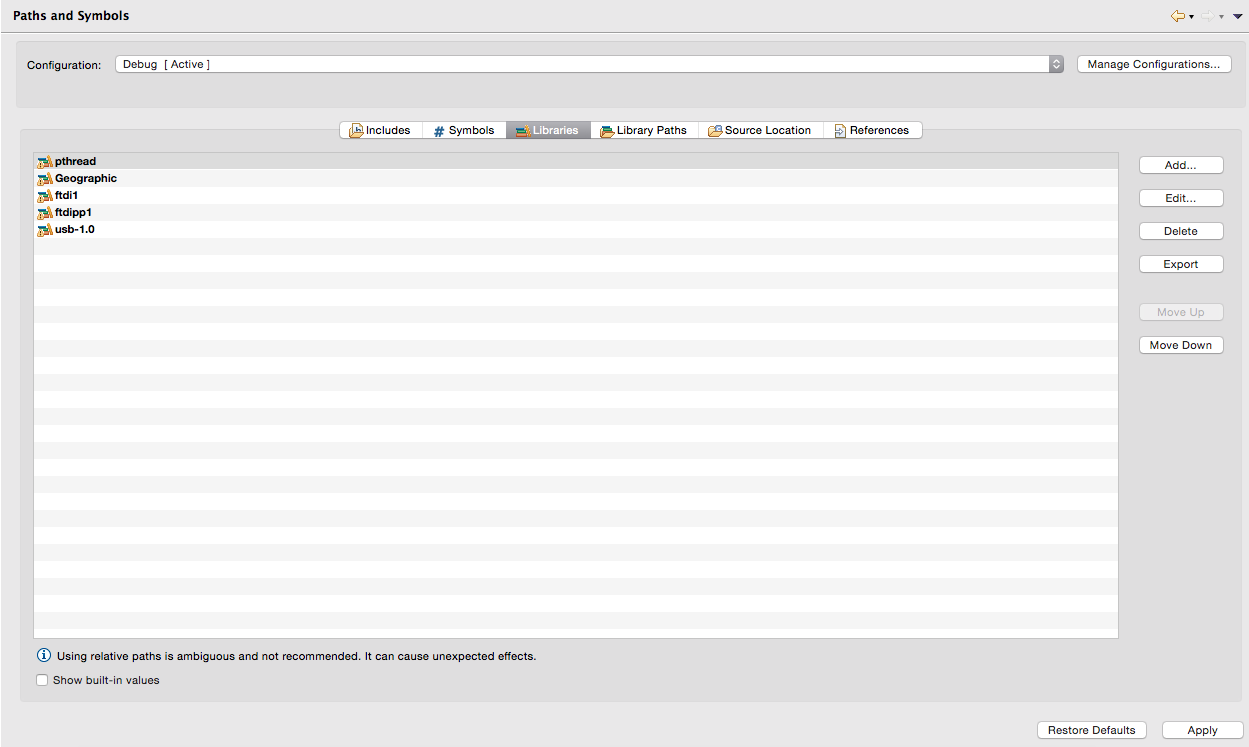 Paths and Symbols
Configuration: Debug [ Active ] Manage Configurations...
Includes # Symbols Libraries Library Paths Source Location References
pthread
Geographic
ftdi1
ftdipp1
usb-1.0
Add...
Edit...
Delete
Export
Move Up
Move Down
Using relative paths is ambiguous and not recommended. It can cause unexpected effects.
Show built-in values
Restore Defaults Apply